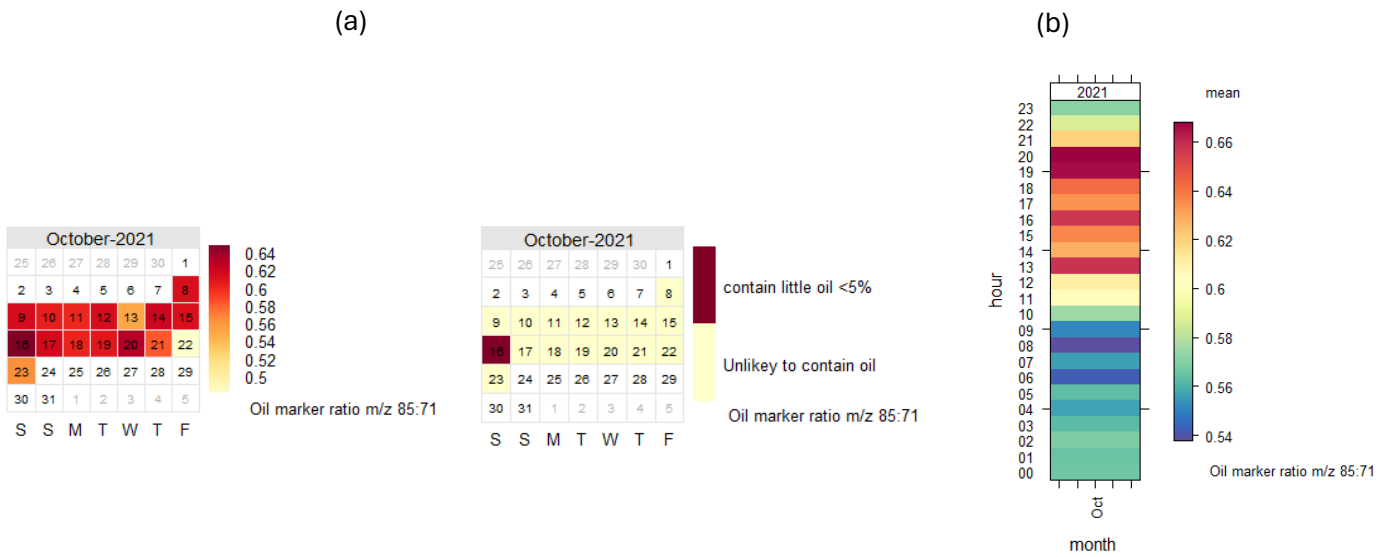 (a)
(b)
October-2021
25 26 27 28 29 30 1
2 3 4 5 6 7 8
9 10 11 12 13 14 15
16 17 18 19 20 21 22
23 24 25 26 27 28 29
30 31 1 2 3 4 5
S S M T W T F
0.64
0.62
0.6
0.58
0.56
0.54
0.52
0.5
Oil marker ratio m/z 85:71
October-2021
25 26 27 28 29 30 1
2 3 4 5 6 7 8
9 10 11 12 13 14 15
16 17 18 19 20 21 22
23 24 25 26 27 28 29
30 31 1 2 3 4 5
S S M T W T F
contain little oil <5%
Unlikey to contain oil
Oil marker ratio m/z 85:71
2021
23
22
21
20
19
18
17
16
15
14
13
12
11
10
09
08
07
06
05
04
03
02
01
00
hour
Oct
month
mean
0.66
0.64
0.62
0.6
0.58
0.56
0.54
Oil marker ratio m/z 85:71